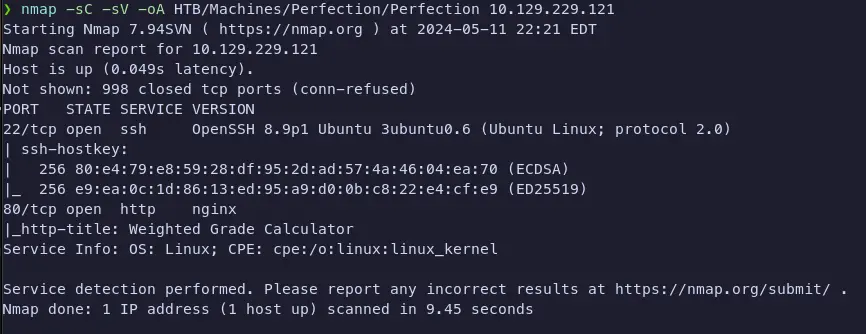 ❯ nmap -sC -sV -oA HTB/Machines/Perfection/Perfection 10.129.229.121
Starting Nmap 7.94SVN ( https://nmap.org ) at 2024-05-11 22:21 EDT
Nmap scan report for 10.129.229.121
Host is up (0.049s latency).
Not shown: 998 closed tcp ports (conn-refused)
PORT   STATE SERVICE VERSION
22/tcp open  ssh     OpenSSH 8.9p1 Ubuntu 3ubuntu0.6 (Ubuntu Linux; protocol 2.0)
| ssh-hostkey:
|   256 80:e4:79:e8:59:28:df:95:2d:ad:57:4a:46:04:ea:70 (ECDSA)
|_  256 e9:ea:0c:1d:86:13:ed:95:a9:d0:0b:c8:22:e4:cf:e9 (ED25519)
80/tcp open  http    nginx
|_http-title: Weighted Grade Calculator
Service Info: OS: Linux; CPE: cpe:/o:linux:linux_kernel
Service detection performed. Please report any incorrect results at https://nmap.org/submit/ .
Nmap done: 1 IP address (1 host up) scanned in 9.45 seconds